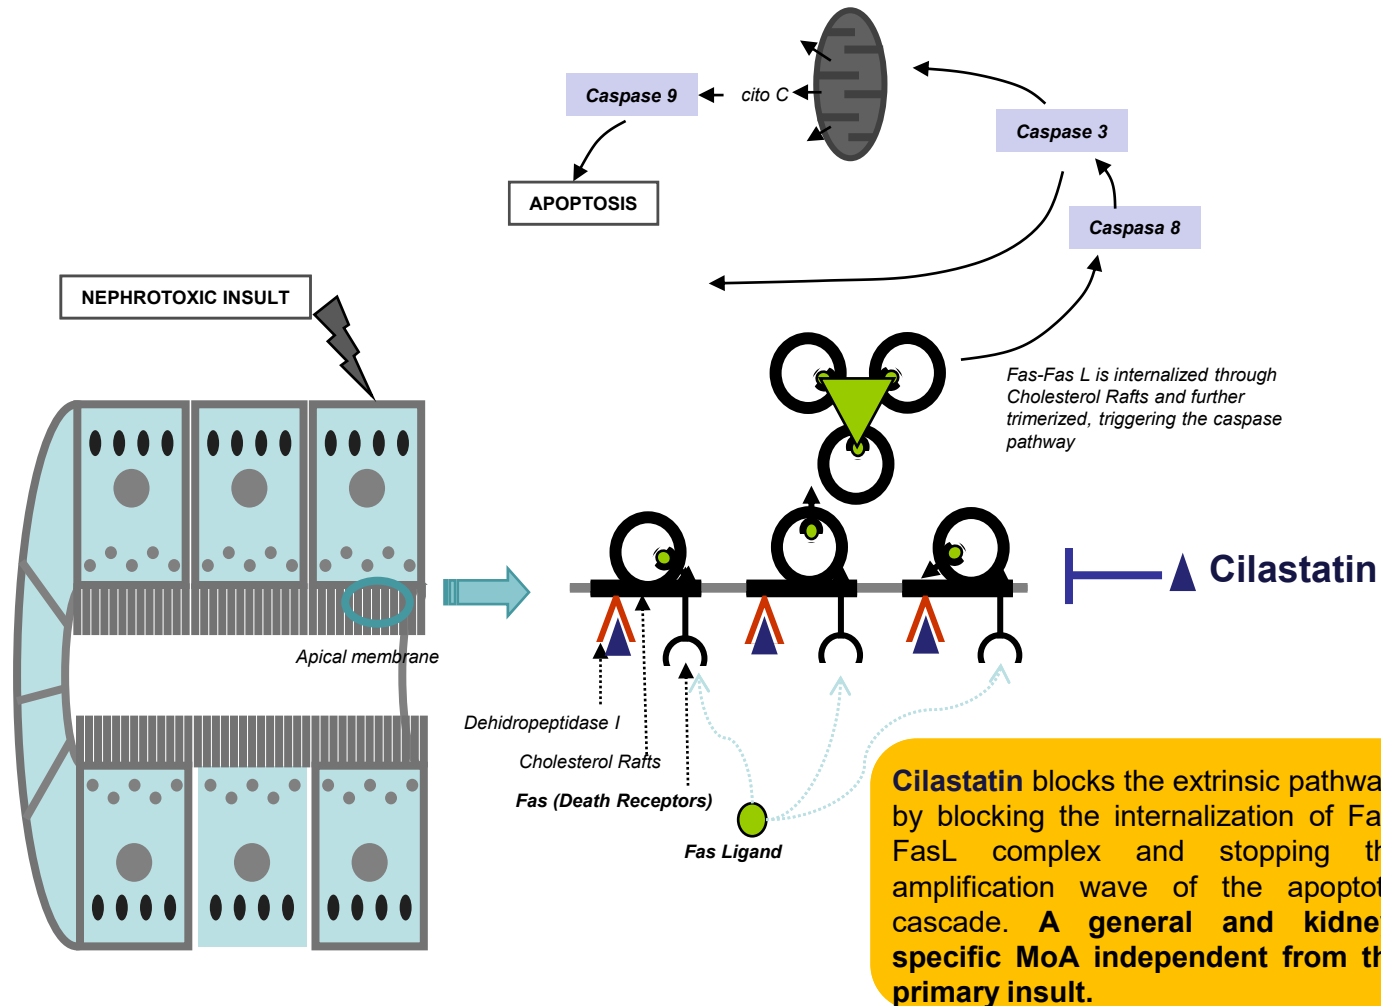 Caspase 9
cito C
Caspase 3
APOPTOSIS
Caspasa 8
NEPHROTOXIC INSULT
Fas-Fas L is internalized through
Cholesterol Rafts and further
trimerized, triggering the caspase
pathway
Cilastatin
Apical membrane
Dehidropeptidase I
Cholesterol Rafts
Fas (Death Receptors)
Fas Ligand
Cilastatin blocks the extrinsic pathwa
by blocking the internalization of Fa
FasL complex and stopping th
amplification wave of the apoptot
cascade. A general and kidne
specific MoA independent from th
primary insult.